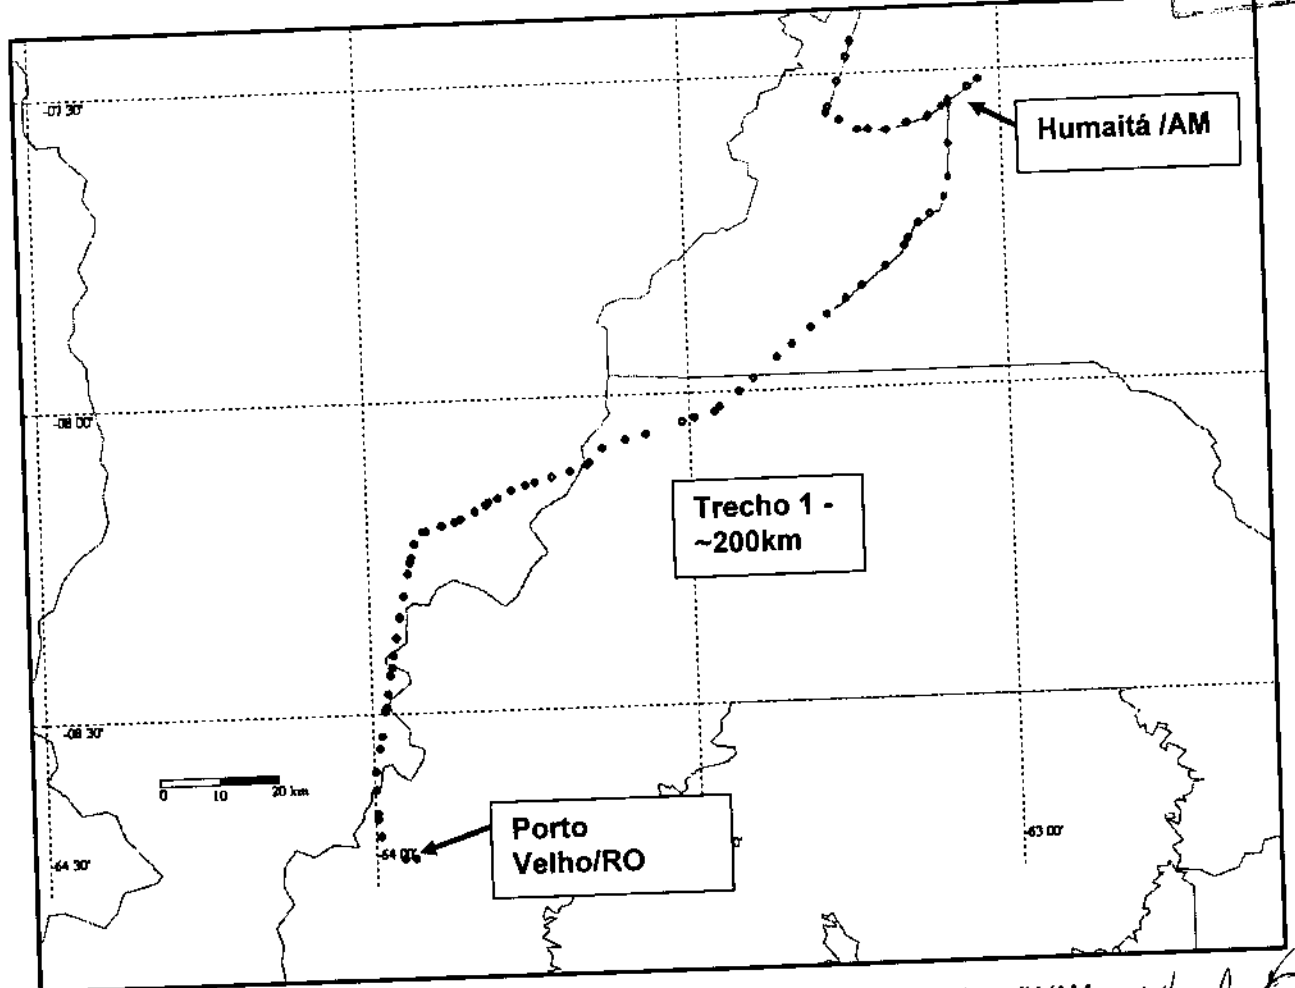 -07 30'
Humaitá /AM
-08 00'
Trecho 1 -
~200km
-08 30'
0 10 20 km
Porto
Velho/RO
-64 30'
-64 00'
-63 00'